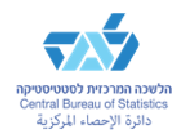 הלשכה המרכזית לסטטיסטיקה
Central Bureau of Statistics
دائرة الإحصاء المركزية